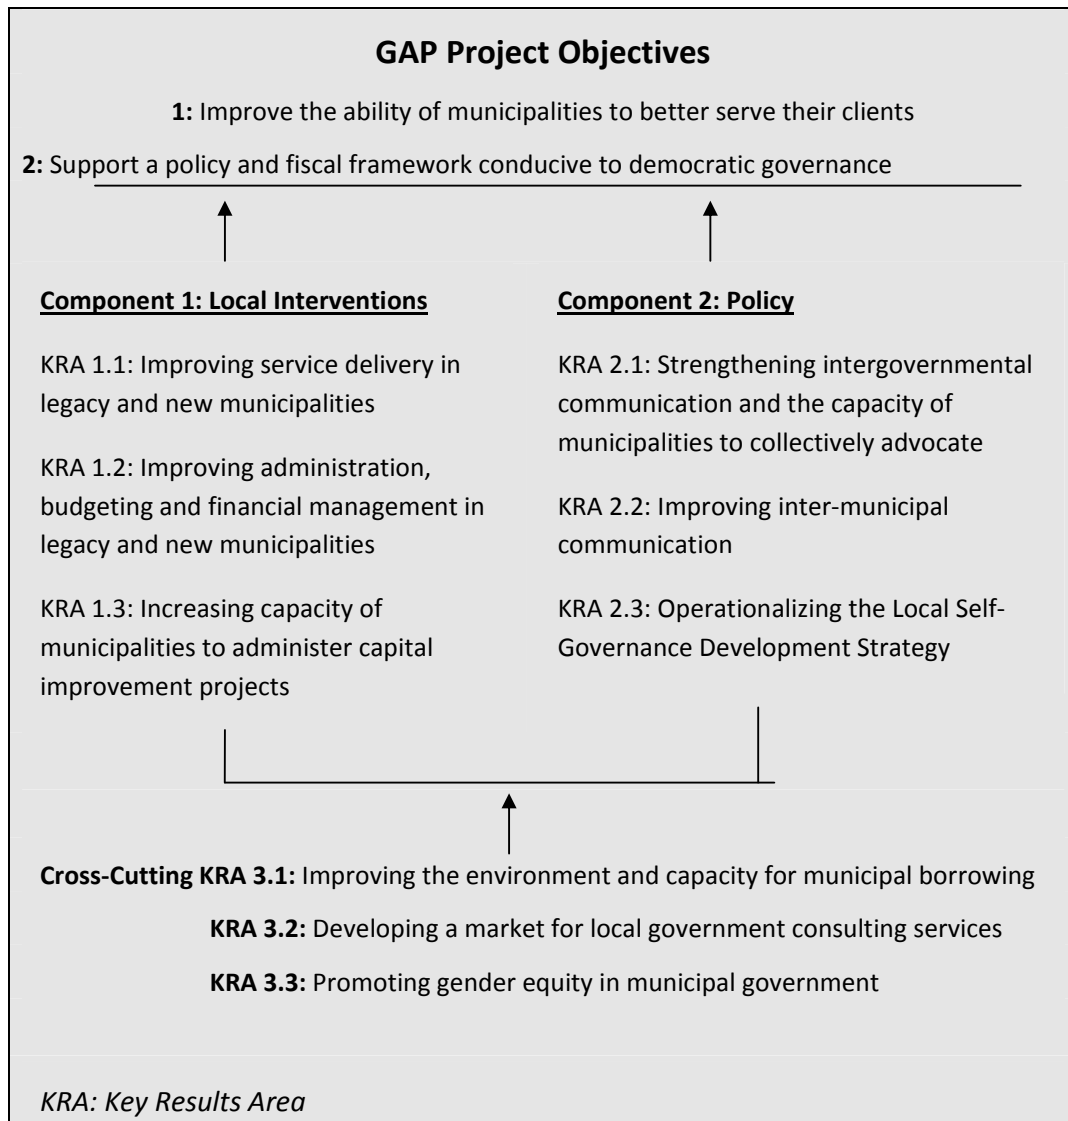 GAP Project Objectives
1: Improve the ability of municipalities to better serve their clients
2: Support a policy and fiscal framework conducive to democratic governance
Component 1: Local Interventions
KRA 1.1: Improving service delivery in
legacy and new municipalities
KRA 1.2: Improving administration,
budgeting and financial management in
legacy and new municipalities
KRA 1.3: Increasing capacity of
municipalities to administer capital
improvement projects
Component 2: Policy
KRA 2.1: Strengthening intergovernmental
communication and the capacity of
municipalities to collectively advocate
KRA 2.2: Improving inter-municipal
communication
KRA 2.3: Operationalizing the Local Self-
Governance Development Strategy
Cross-Cutting KRA 3.1: Improving the environment and capacity for municipal borrowing
KRA 3.2: Developing a market for local government consulting services
KRA 3.3: Promoting gender equity in municipal government
KRA: Key Results Area